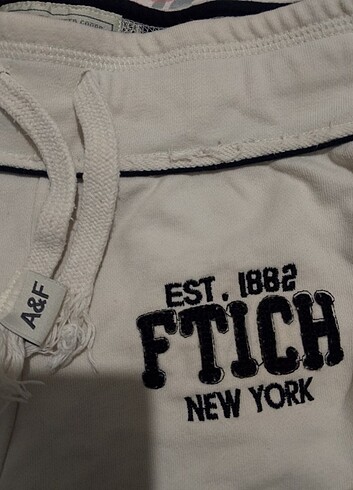 A&F
EST. 1882
FTICH
NEW YORK